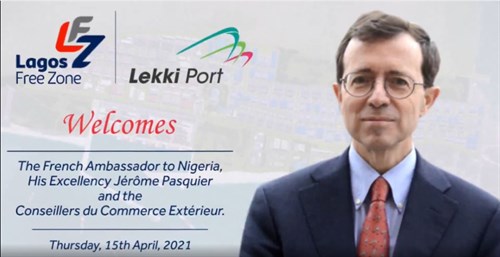 LFZ
Lagos
Free Zone
Lekki Port
Welcomes
The French Ambassador to Nigeria,
His Excellency Jérôme Pasquier
and the
Conseillers du Commerce Extérieur.
Thursday, 15th April, 2021